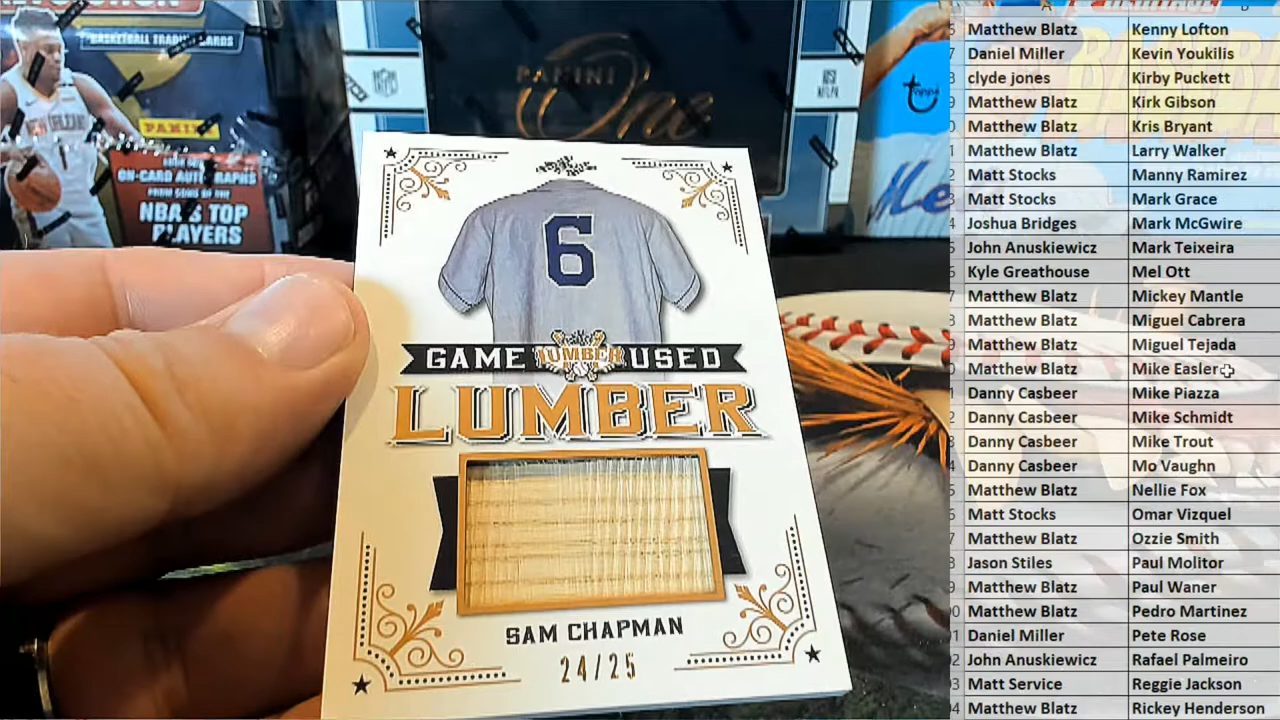 BASKETBALL TRADING CARDS
NEW ORLEANS
1
PANINI
ON-CARD AUTOGRAPHS
NBA'S TOP
PLAYERS
PANINI
One
topps
6
GAME LUMBER USED
LUMBER
SAM CHAPMAN
24/25
Matthew Blatz Kenny Lofton
Daniel Miller Kevin Youkilis
clyde jones Kirby Puckett
Matthew Blatz Kirk Gibson
Matthew Blatz Kris Bryant
Matthew Blatz Larry Walker
Matt Stocks Manny Ramirez
Matt Stocks Mark Grace
Joshua Bridges Mark McGwire
John Anuskiewicz Mark Teixeira
Kyle Greathouse Mel Ott
Matthew Blatz Mickey Mantle
Matthew Blatz Miguel Cabrera
Matthew Blatz Miguel Tejada
Matthew Blatz Mike Easler
Danny Casbeer Mike Piazza
Danny Casbeer Mike Schmidt
Danny Casbeer Mike Trout
Danny Casbeer Mo Vaughn
Matthew Blatz Nellie Fox
Matt Stocks Omar Vizquel
Matthew Blatz Ozzie Smith
Jason Stiles Paul Molitor
Matthew Blatz Paul Waner
Matthew Blatz Pedro Martinez
Daniel Miller Pete Rose
John Anuskiewicz Rafael Palmeiro
Matt Service Reggie Jackson
Matthew Blatz Rickey Henderson